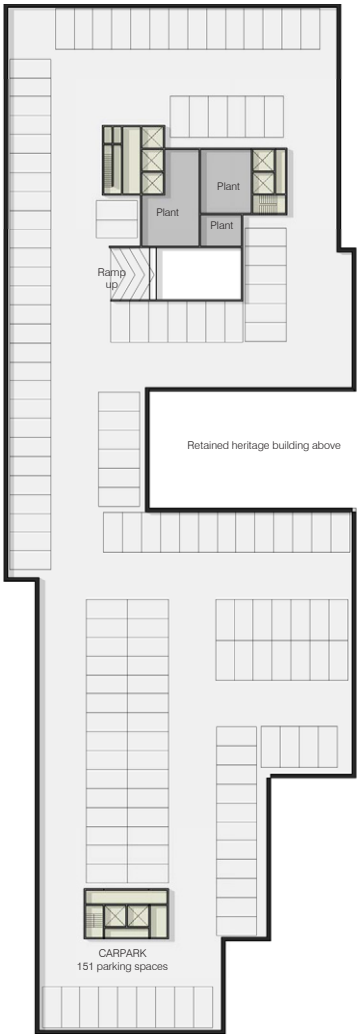 Plant
Plant
Plant
Ramp
up
Retained heritage building above
CARPARK
151 parking spaces